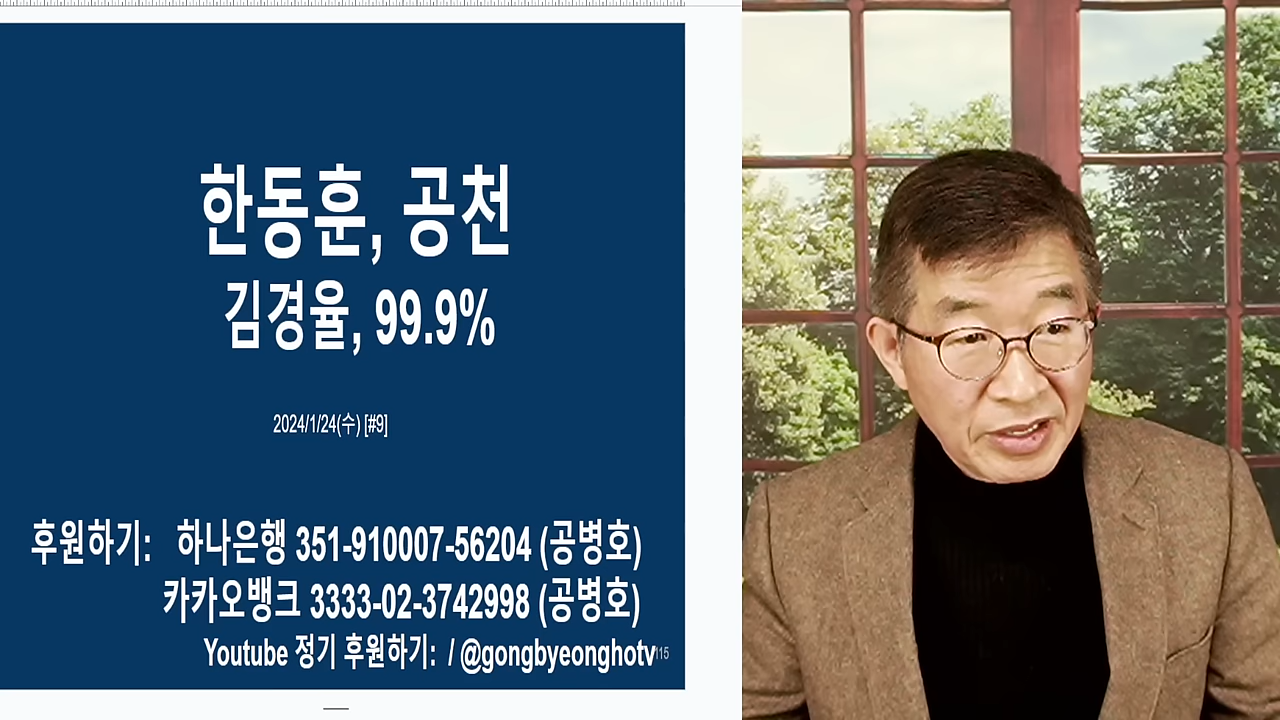 한동훈, 공천
김경율, 99.9%
2024/1/24(수) [#9]
후원하기: 하나은행 351-910007-56204 (공병호)
카카오뱅크 3333-02-3742998 (공병호)
Youtube 정기 후원하기: / @gongbyeonghotv